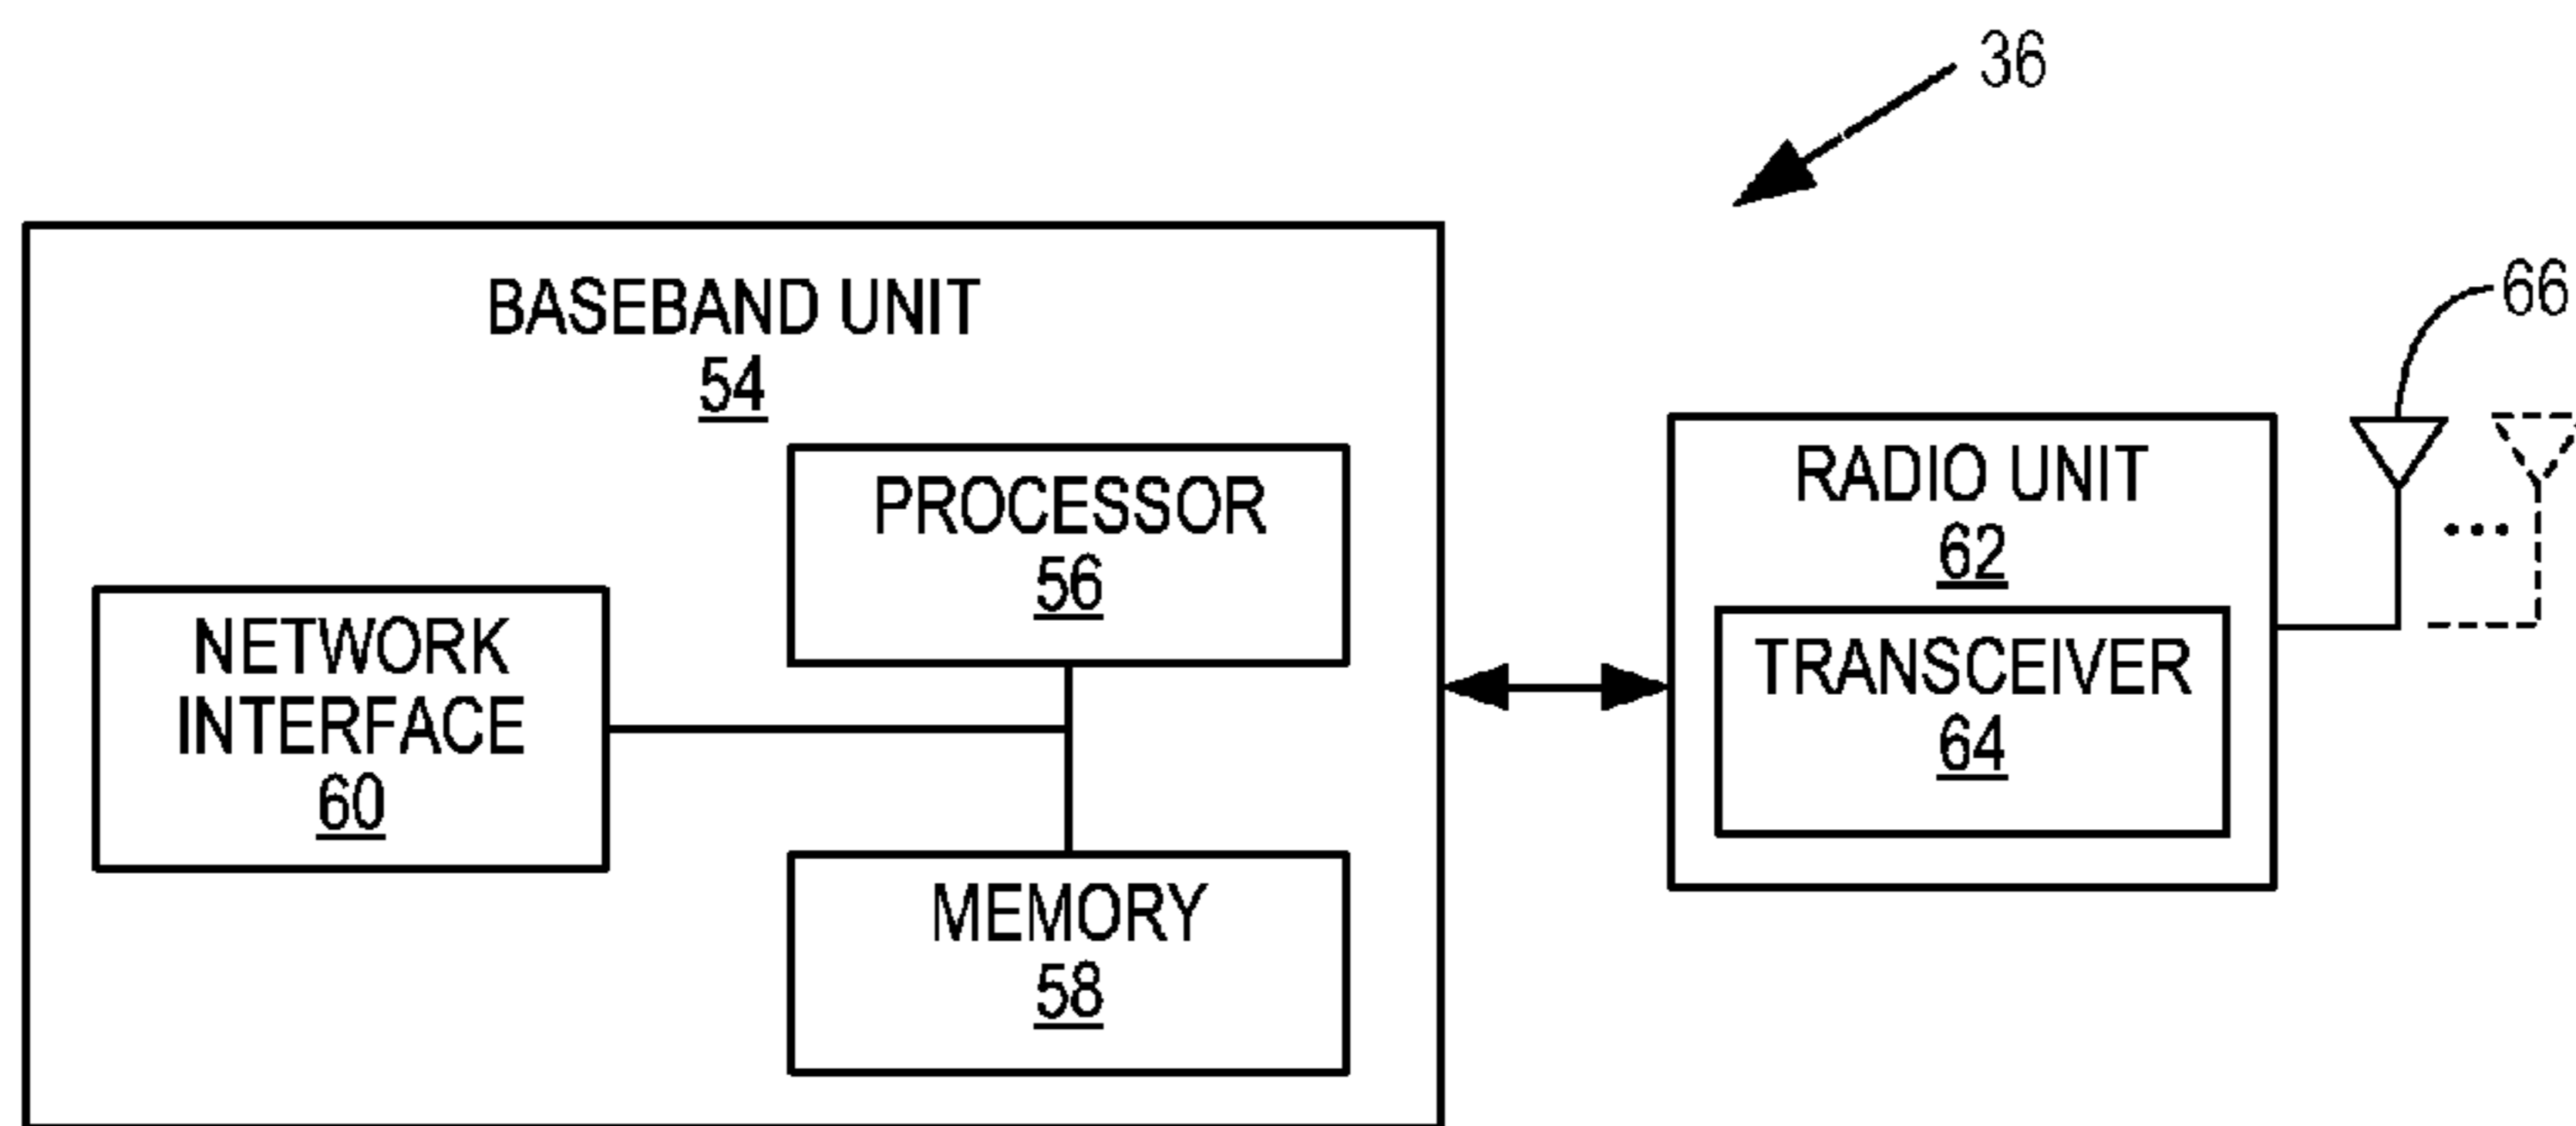 36
BASEBAND UNIT
54
66
PROCESSOR
56
RADIO UNIT
62
NETWORK
INTERFACE
60
TRANSCEIVER
64
MEMORY
58